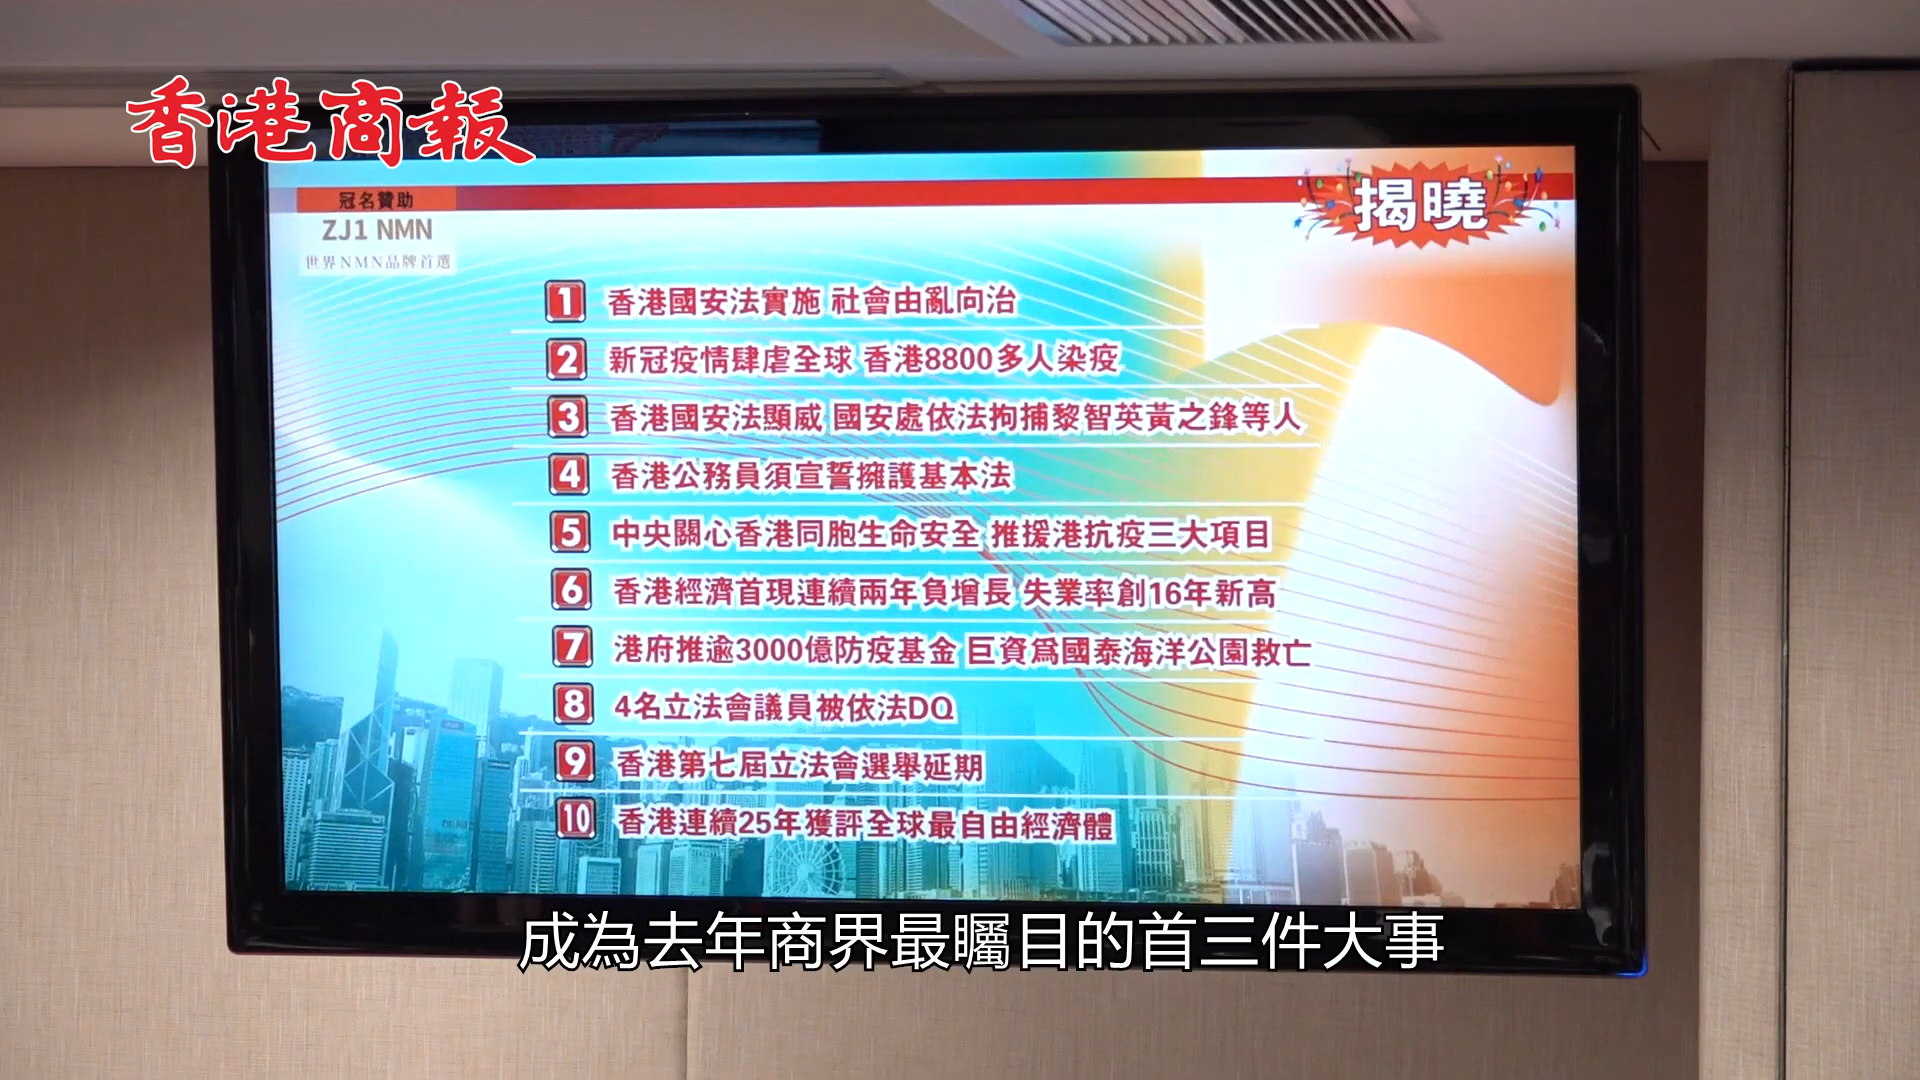 香港商報
冠名贊助
ZJ1 NMN
世界NMN品牌首選
揭曉
1 香港國安法實施 社會由亂向治
2 新冠疫情肆虐全球 香港8800多人染疫
3 香港國安法顯威 國安處依法拘捕黎智英黃之鋒等人
4 香港公務員須宣誓擁護基本法
5 中央關心香港同胞生命安全 推援港抗疫三大項目
6 香港經濟首現連續兩年負增長 失業率創16年新高
7 港府推逾3000億防疫基金 巨資爲國泰海洋公園救亡
8 4名立法會議員被依法DQ
9 香港第七屆立法會選舉延期
10 香港連續25年獲評全球最自由經濟體
成為去年商界最矚目的首三件大事